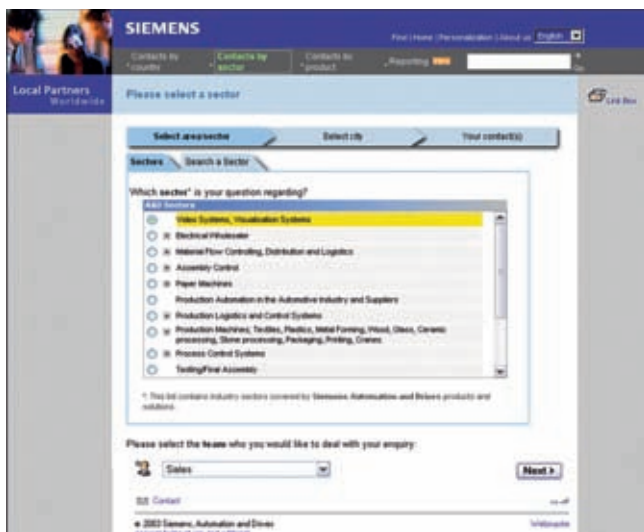 SIEMENS
Find | Home | Personalization | About us English
Contacts by country
Contacts by sector
Contacts by product
Reporting
Go
Local Partners
Worldwide
Please select a sector
Link Box
Select area/sector
Select city
Your contact(s)
Sectors
Search a Sector
Which sector* is your question regarding?
A&D Sectors
Video Systems, Visualization Systems
Electrical Wholesaler
Material Flow Controlling, Distribution and Logistics
Assembly Control
Paper Machines
Production Automation in the Automotive Industry and Suppliers
Production Logistics and Control Systems
Production Machines; Textiles, Plastics, Metal Forming, Wood, Glass, Ceramic
processing, Stone processing, Packaging, Printing, Cranes
Process Control Systems
Testing/Final Assembly
*: This list contains industry sectors covered by Siemens Automation and Drives products and
solutions.
Please select the team who you would like to deal with your enquiry:
Sales
Next >
Contact
© 2003 Siemens, Automation and Drives
Webmaster